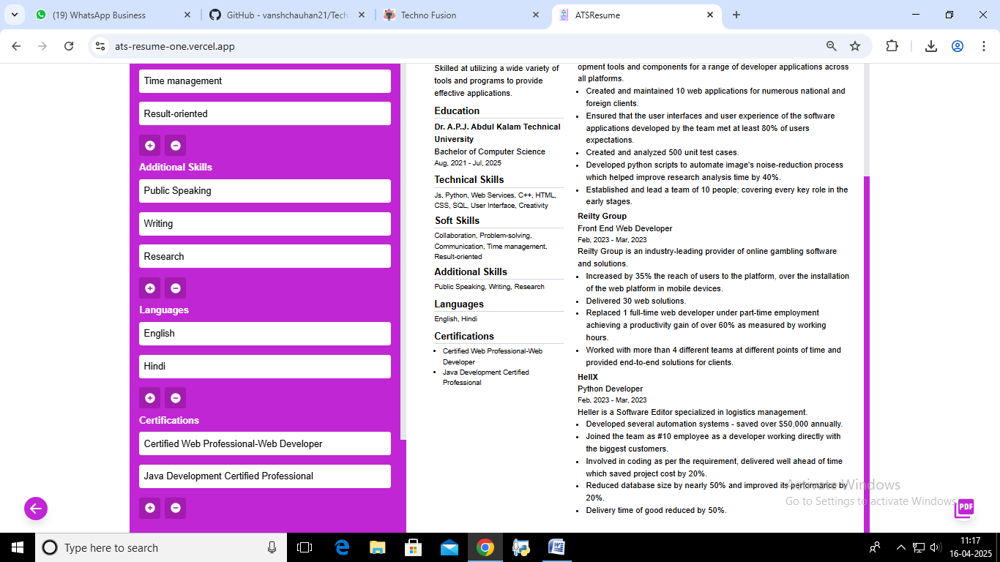 (19) WhatsApp Business
GitHub - vanshchauhan21/Tech
Techno Fusion
ATSResume
ats-resume-one.vercel.app
Time management
Result-oriented
Additional Skills
Public Speaking
Writing
Research
Languages
English
Hindi
Certifications
Certified Web Professional-Web Developer
Java Development Certified Professional
Skilled at utilizing a wide variety of
tools and programs to provide
effective applications.
Education
Dr. A.P.J. Abdul Kalam Technical
University
Bachelor of Computer Science
Aug, 2021 - Jul, 2025
Technical Skills
Js, Python, Web Services, C++, HTML,
CSS, SQL, User Interface, Creativity
Soft Skills
Collaboration, Problem-solving,
Communication, Time management,
Result-oriented
Additional Skills
Public Speaking, Writing, Research
Languages
English, Hindi
Certifications
• Certified Web Professional-Web
Developer
• Java Development Certified
Professional
opment tools and components for a range of developer applications across
all platforms.
• Created and maintained 10 web applications for numerous national and
foreign clients.
• Ensured that the user interfaces and user experience of the software
applications developed by the team met at least 80% of users
expectations.
• Created and analyzed 500 unit test cases.
• Developed python scripts to automate image's noise-reduction process
which helped improve research analysis time by 40%.
• Established and lead a team of 10 people; covering every key role in the
early stages.
Reilty Group
Front End Web Developer
Feb, 2023 - Mar, 2023
Reilty Group is an industry-leading provider of online gambling software
and solutions.
• Increased by 35% the reach of users to the platform, over the installation
of the web platform in mobile devices.
• Delivered 30 web solutions.
• Replaced 1 full-time web developer under part-time employment
achieving a productivity gain of over 60% as measured by working
hours.
• Worked with more than 4 different teams at different points of time and
provided end-to-end solutions for clients.
HellX
Python Developer
Feb, 2023 - Mar, 2023
Heller is a Software Editor specialized in logistics management.
• Developed several automation systems - saved over $50,000 annually.
• Joined the team as #10 employee as a developer working directly with
the biggest customers.
• Involved in coding as per the requirement, delivered well ahead of time
which saved project cost by 20%.
• Reduced database size by nearly 50% and improved its performance by
20%.
• Delivery time of good reduced by 50%.
Activate Windows
Go to Settings to activate Windows.
PDF
Type here to search
11:17
16-04-2025